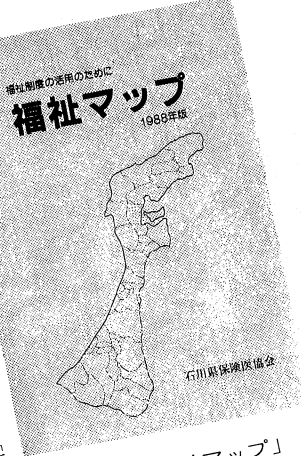 福祉制度の活用のために
福祉マップ
1988年版
石川県保険医協会
マップ」